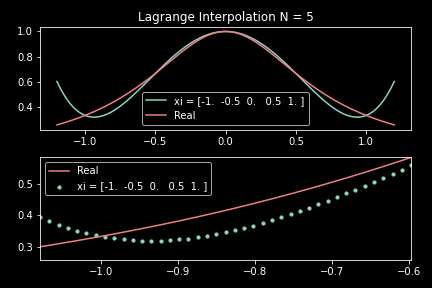 Lagrange Interpolation N = 5
1.0
0.8
0.6
0.4
xi = [-1. -0.5 0. 0.5 1. ]
Real
−1.0 −0.5 0.0 0.5 1.0
Real
xi = [-1. -0.5 0. 0.5 1. ]
0.5
0.4
0.3
−1.0 −0.9 −0.8 −0.7 −0.6